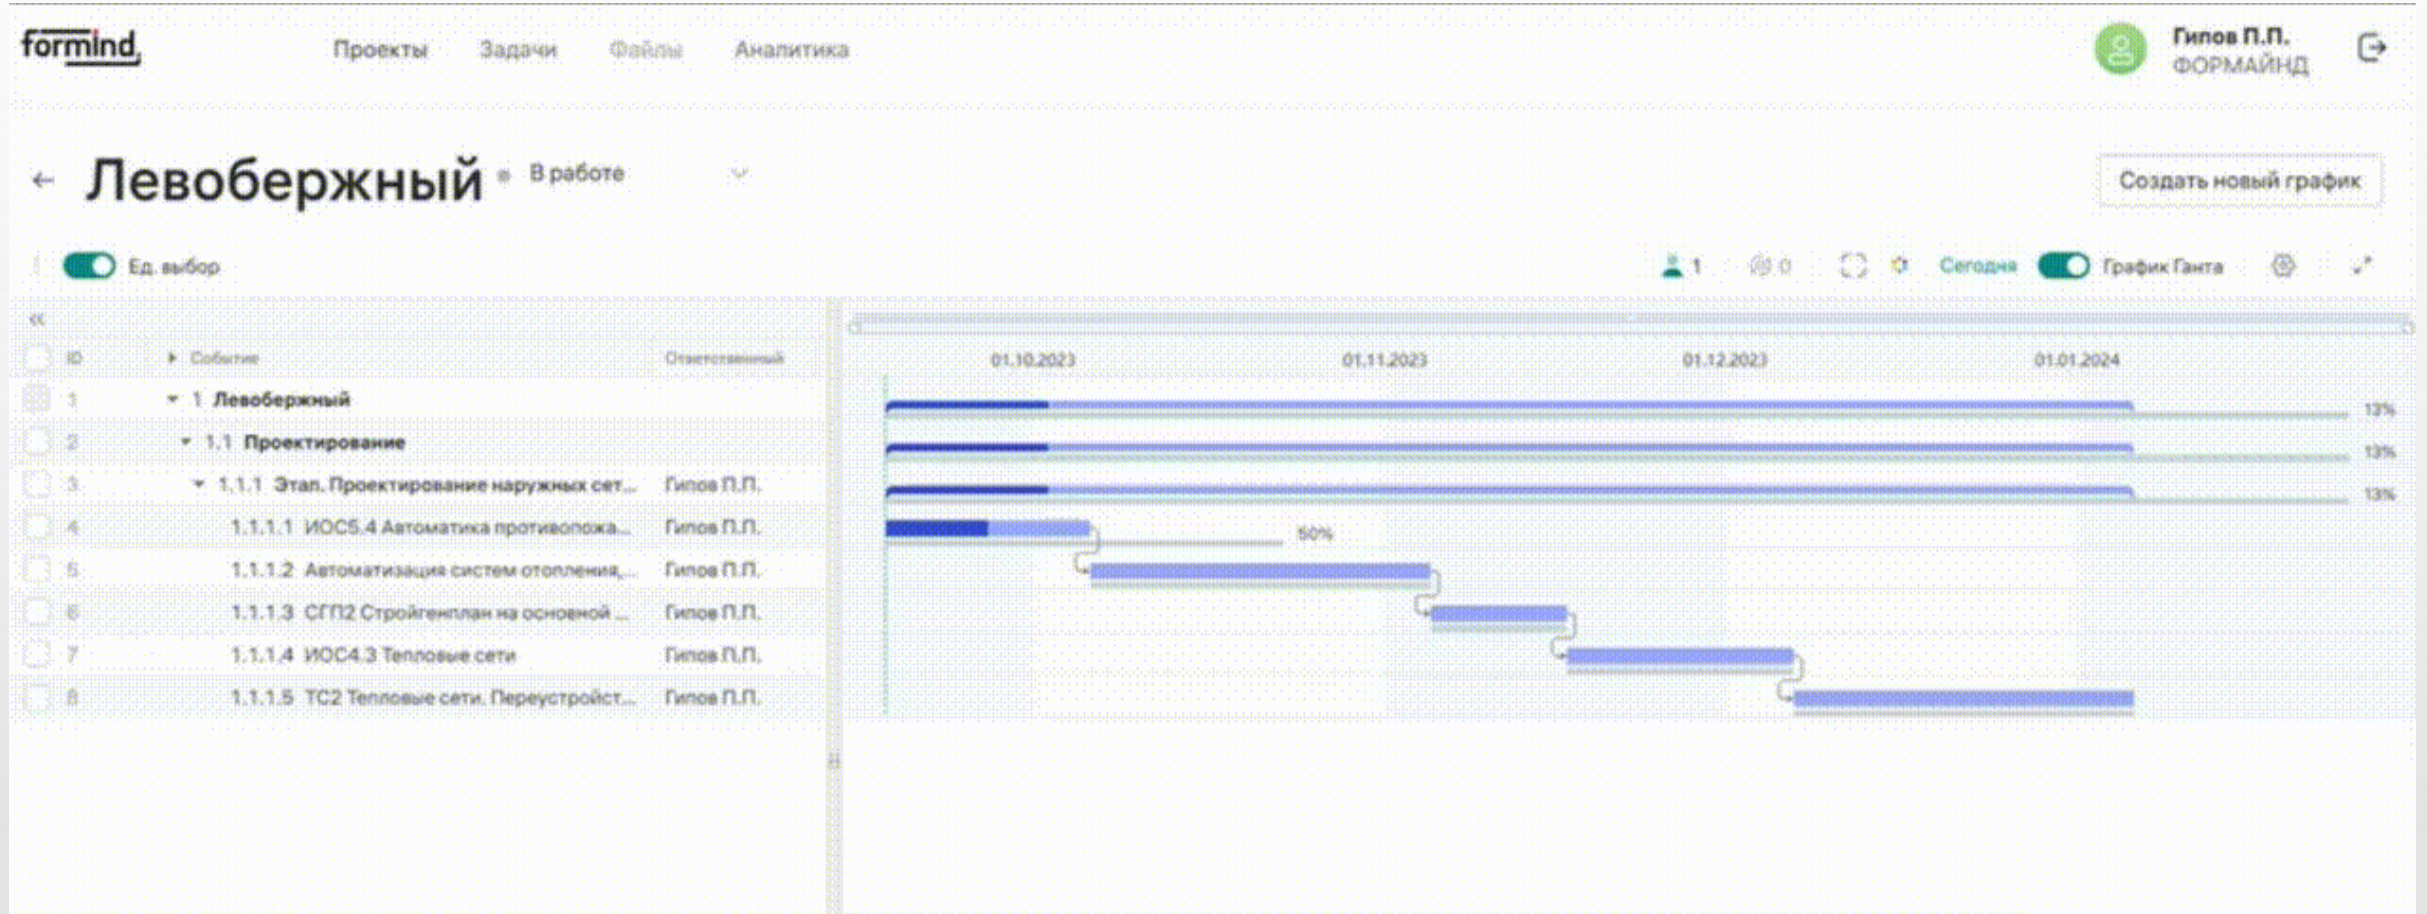 formind,
Проекты Задачи Файлы Аналитика
Гипов П.П.
ФОРМАЙНД
← Левобержный В работе
Создать новый график
Ед. выбор
1 0 Сегодня График Ганта
ID Событие Ответственный 01.10.2023 01.11.2023 01.12.2023 01.01.2024
1 1 Левобержный 13%
2 1.1 Проектирование 13%
3 1.1.1 Этап. Проектирование наружных сет... Гипов П.П. 13%
4 1.1.1.1 ИОС5.4 Автоматика противопожа... Гипов П.П. 50%
5 1.1.1.2 Автоматизация систем отопления,... Гипов П.П.
6 1.1.1.3 СГП2 Стройгенплан на основной ... Гипов П.П.
7 1.1.1.4 ИОС4.3 Тепловые сети Гипов П.П.
8 1.1.1.5 ТС2 Тепловые сети. Переустройст... Гипов П.П.